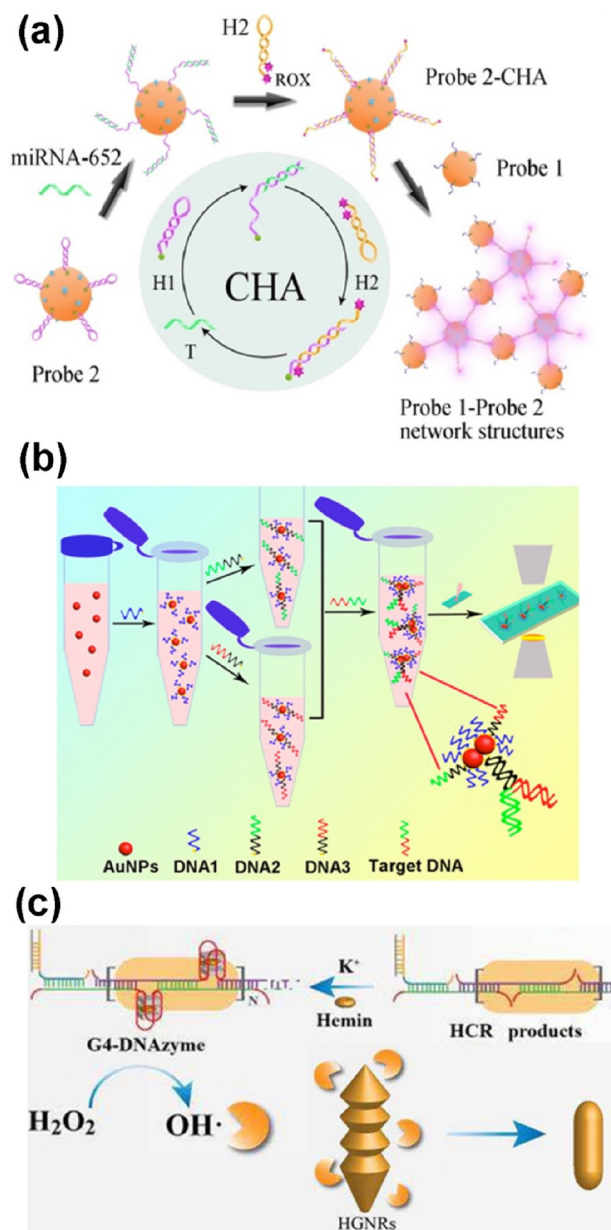 (a)
H2
ROX
Probe 2-CHA
miRNA-652
Probe 1
H1
CHA
H2
T
Probe 2
Probe 1-Probe 2
network structures
(b)
AuNPs
DNA1
DNA2
DNA3
Target DNA
(c)
K⁺
N
Hemin
HCR products
G4-DNAzyme
H₂O₂
OH·
HGNRs